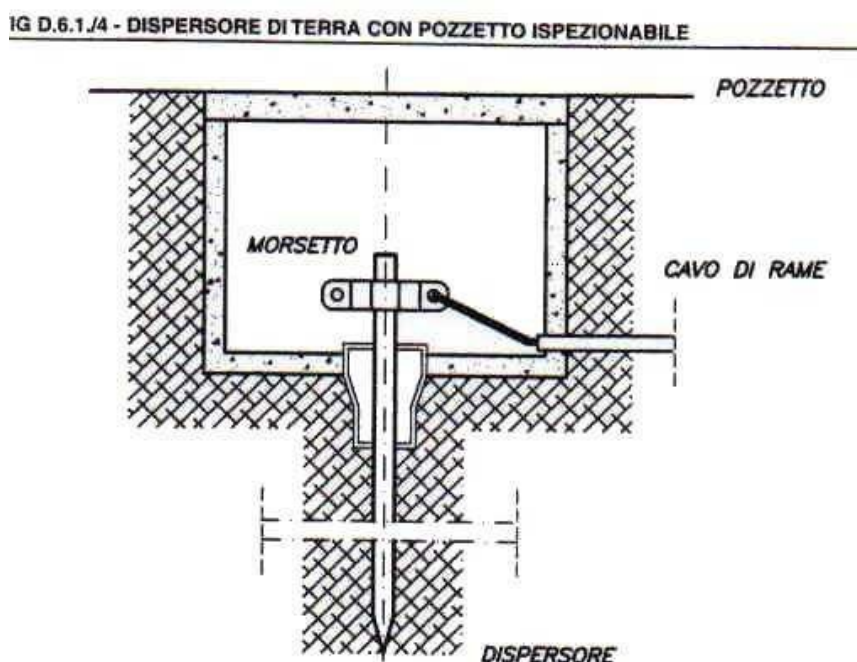 IG D.6.1./4 - DISPERSORE DI TERRA CON POZZETTO ISPEZIONABILE
POZZETTO
MORSETTO
CAVO DI RAME
DISPERSORE